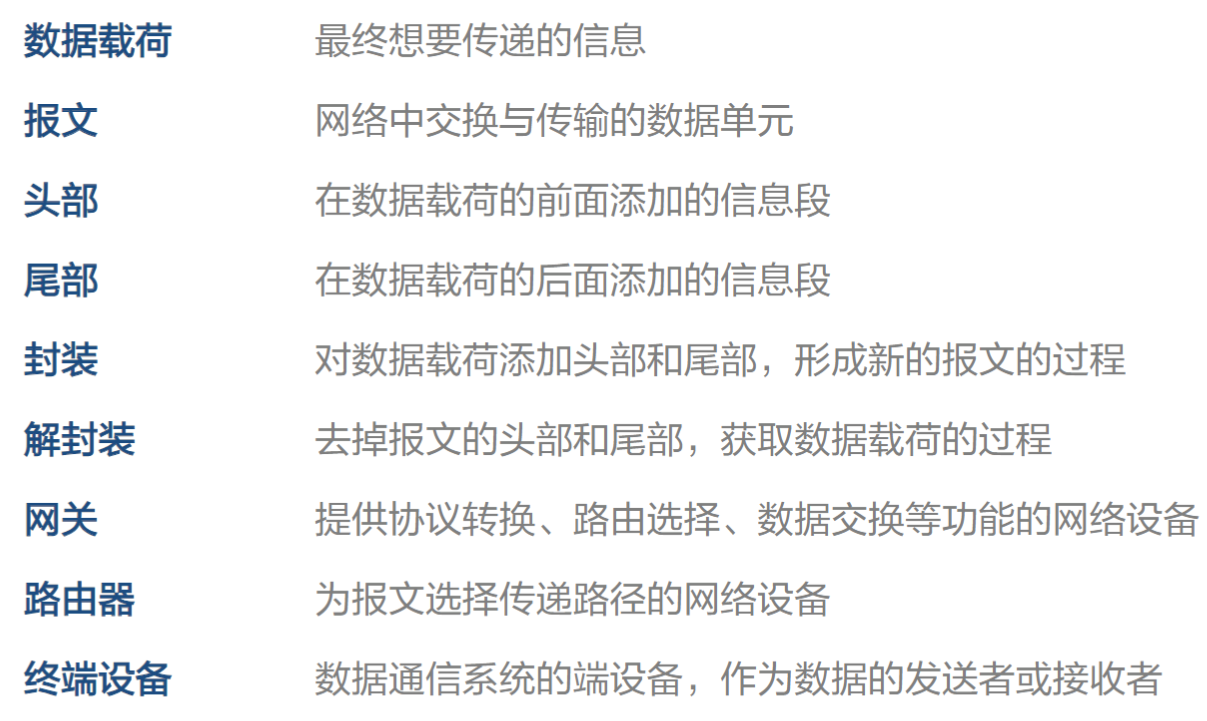 数据载荷 最终想要传递的信息
报文 网络中交换与传输的数据单元
头部 在数据载荷的前面添加的信息段
尾部 在数据载荷的后面添加的信息段
封装 对数据载荷添加头部和尾部，形成新的报文的过程
解封装 去掉报文的头部和尾部，获取数据载荷的过程
网关 提供协议转换、路由选择、数据交换等功能的网络设备
路由器 为报文选择传递路径的网络设备
终端设备 数据通信系统的端设备，作为数据的发送者或接收者